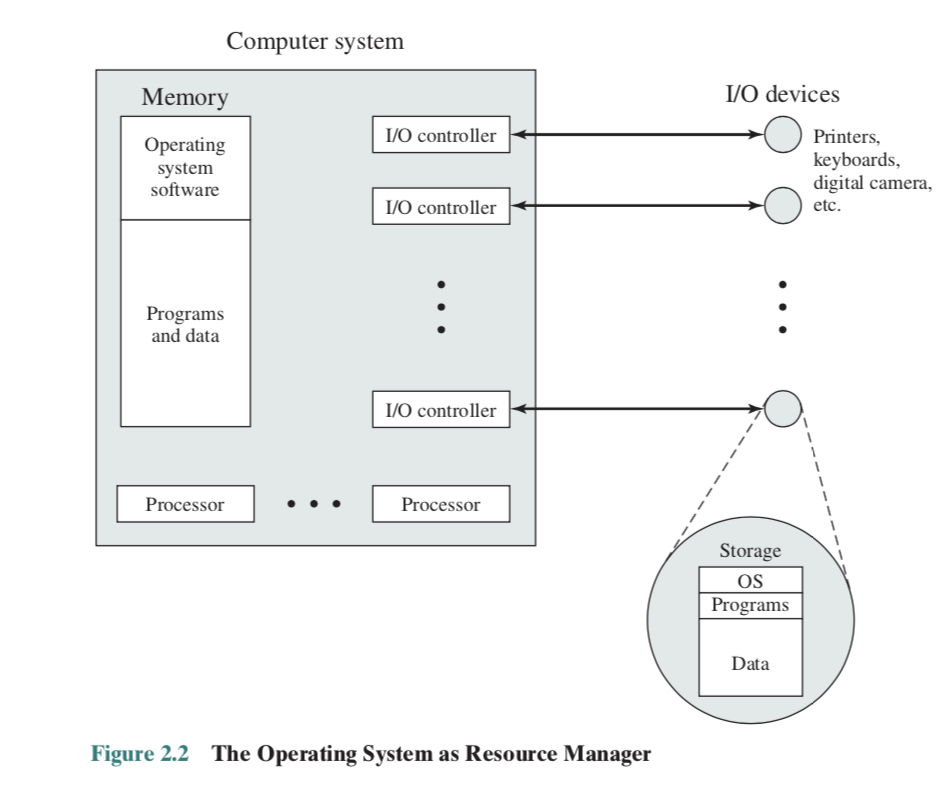 Computer system
Memory
Operating
system
software
Programs
and data
I/O controller
I/O controller
I/O controller
Processor
Processor
I/O devices
Printers,
keyboards,
digital camera,
etc.
Storage
OS
Programs
Data
Figure 2.2 The Operating System as Resource Manager